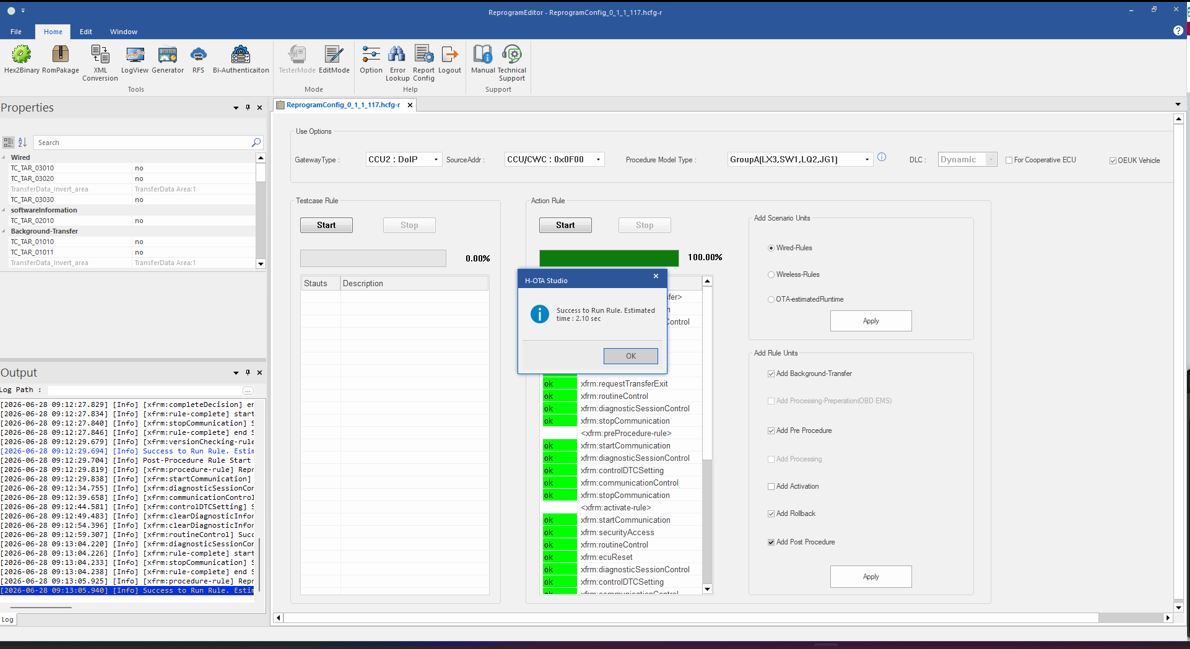 ReprogramEditor - ReprogramConfig_0_1_1_117.hcfg-r
File Home Edit Window
Hex2Binary RomPakage XML Conversion LogView Generator RFS Bi-Authenticaiton
Tools
TesterMode EditMode
Mode
Option Error Lookup Report Config Logout
Help
Manual Technical Support
Support
Properties
Search
Wired
TC_TAR_03010 no
TC_TAR_03020 no
TransferData_Invert_area TransferData Area:1
TC_TAR_03030 no
softwareInformation
TC_TAR_02010 no
Background-Transfer
TC_TAR_01010 no
TC_TAR_01011 no
TransferData_Invert_area TransferData Area:1
Output
Log Path :
...
[2026-06-28 09:12:27.829] [Info] [xfrm:completeDecision] er
[2026-06-28 09:12:27.834] [Info] [xfrm:rule-complete] start
[2026-06-28 09:12:27.840] [Info] [xfrm:stopCommunication] S
[2026-06-28 09:12:27.846] [Info] [xfrm:rule-complete] end S
[2026-06-28 09:12:29.679] [Info] [xfrm:versionChecking-rule
[2026-06-28 09:12:29.694] [Info] Success to Run Rule. Estim
[2026-06-28 09:12:29.704] [Info] Post-Procedure Rule Start
[2026-06-28 09:12:29.819] [Info] [xfrm:procedure-rule] Repr
[2026-06-28 09:12:29.838] [Info] [xfrm:startCommunication]
[2026-06-28 09:12:34.755] [Info] [xfrm:diagnosticSessionCor
[2026-06-28 09:12:39.658] [Info] [xfrm:communicationControl
[2026-06-28 09:12:44.581] [Info] [xfrm:controlDTCSetting] S
[2026-06-28 09:12:49.483] [Info] [xfrm:clearDiagnosticInfor
[2026-06-28 09:12:54.396] [Info] [xfrm:clearDiagnosticInfor
[2026-06-28 09:12:59.307] [Info] [xfrm:routineControl] Succ
[2026-06-28 09:13:04.220] [Info] [xfrm:diagnosticSessionCor
[2026-06-28 09:13:04.226] [Info] [xfrm:rule-complete] start
[2026-06-28 09:13:04.233] [Info] [xfrm:stopCommunication] S
[2026-06-28 09:13:04.250] [Info] [xfrm:rule-complete] end S
[2026-06-28 09:13:05.925] [Info] [xfrm:procedure-rule] Repr
[2026-06-28 09:13:05.940] [Info] Success to Run Rule. Estim
Log
ReprogramConfig_0_1_1_117.hcfg-r
Use Options
GatewayType : CCU2 : DoIP SourceAddr : CCU/CWC : 0x0F00 Procedure Model Type : GroupA(LX3,SW1,LQ2,JG1) DLC : Dynamic For Cooperative ECU OEUK Vehicle
Testcase Rule
Start Stop
0.00%
Stauts Description
Action Rule
Start Stop
100.00%
H-OTA Studio
Success to Run Rule. Estimated
time : 2.10 sec
OK
ok xfrm:requestTransferExit
ok xfrm:routineControl
ok xfrm:diagnosticSessionControl
ok xfrm:stopCommunication
<xfrm:preProcedure-rule>
ok xfrm:startCommunication
ok xfrm:diagnosticSessionControl
ok xfrm:controlDTCSetting
ok xfrm:communicationControl
ok xfrm:stopCommunication
<xfrm:activate-rule>
ok xfrm:startCommunication
ok xfrm:securityAccess
ok xfrm:routineControl
ok xfrm:ecuReset
ok xfrm:diagnosticSessionControl
ok xfrm:controlDTCSetting
Add Scenario Units
Wired-Rules
Wireless-Rules
OTA-estimatedRuntime
Apply
Add Rule Units
Add Background-Transfer
Add Processing-Preperation(OBD EMS)
Add Pre Procedure
Add Processing
Add Activation
Add Rollback
Add Post Procedure
Apply